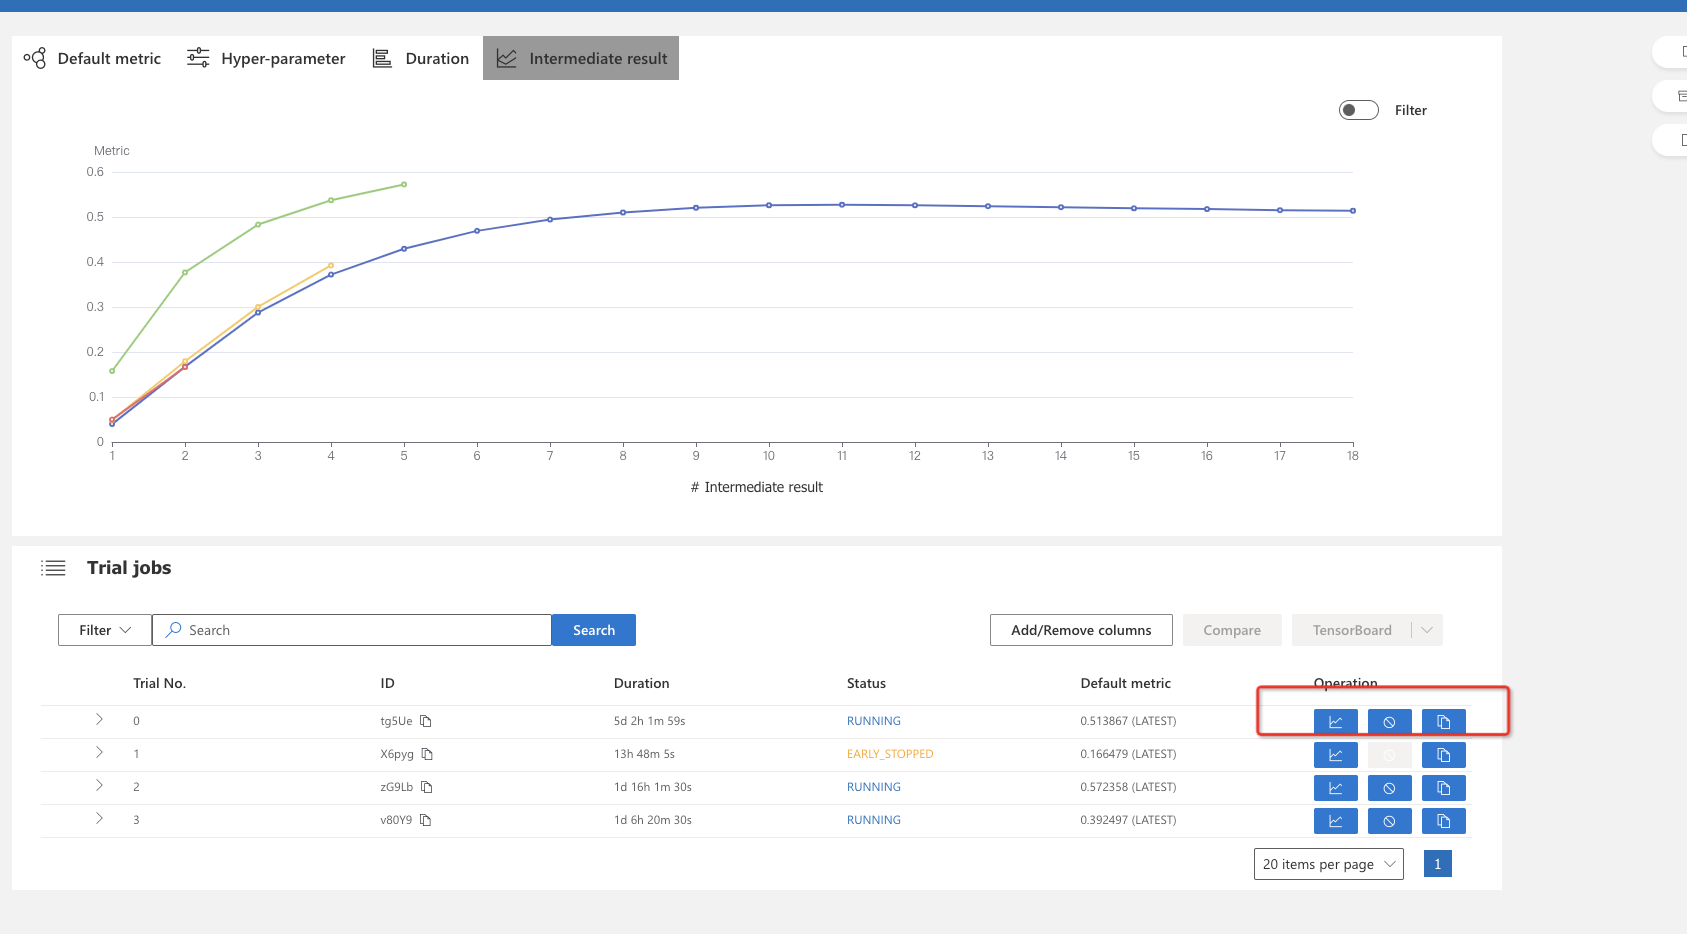 Default metric Hyper-parameter Duration Intermediate result
Filter
Metric
0.6
0.5
0.4
0.3
0.2
0.1
0
1 2 3 4 5 6 7 8 9 10 11 12 13 14 15 16 17 18
# Intermediate result
Trial jobs
Filter Search Search Add/Remove columns Compare TensorBoard
Trial No. ID Duration Status Default metric Operation
0 tg5Ue 5d 2h 1m 59s RUNNING 0.513867 (LATEST)
1 X6pyg 13h 48m 5s EARLY_STOPPED 0.166479 (LATEST)
2 zG9Lb 1d 16h 1m 30s RUNNING 0.572358 (LATEST)
3 v80Y9 1d 6h 20m 30s RUNNING 0.392497 (LATEST)
20 items per page 1